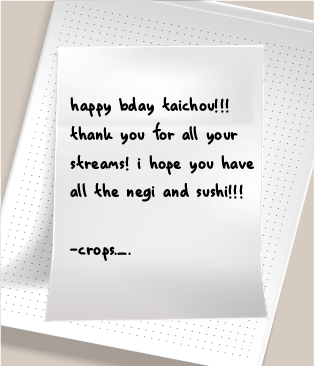 happy bday taichou!!!
thank you for all your
streams! i hope you have
all the negi and sushi!!!
-crops._.